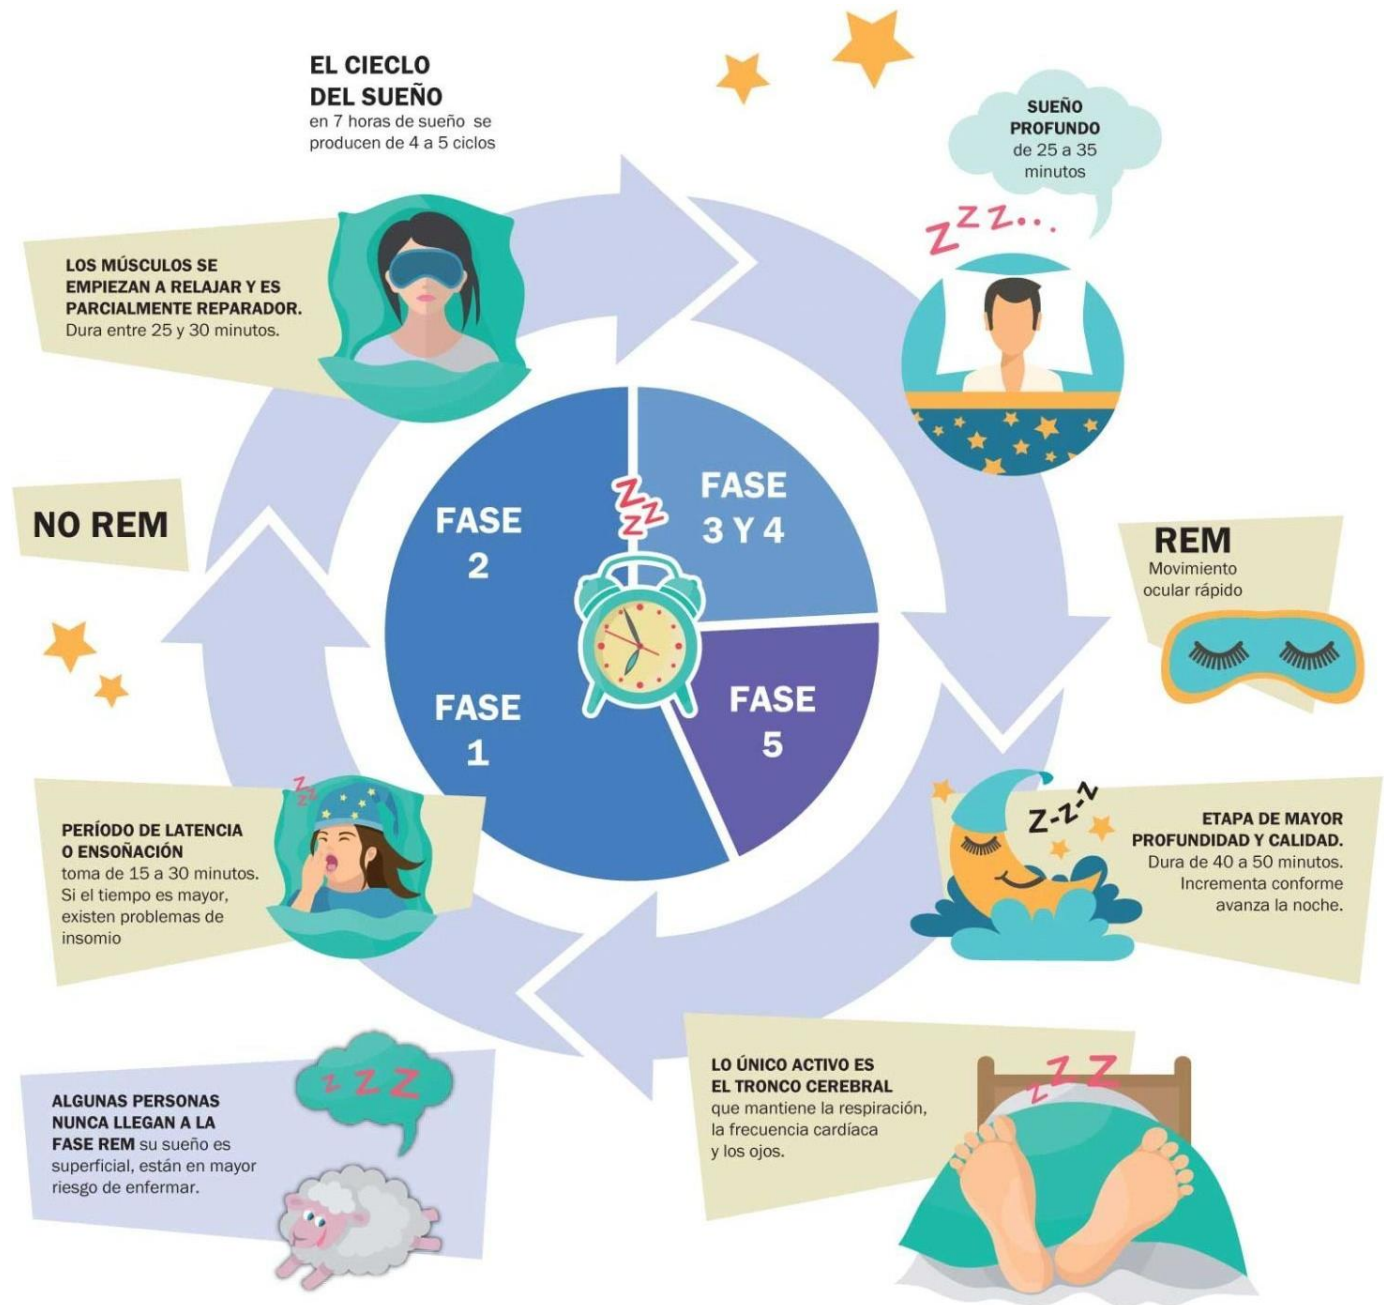 EL CIECLO
DEL SUEÑO
en 7 horas de sueño se
producen de 4 a 5 ciclos
SUEÑO
PROFUNDO
de 25 a 35
minutos
ZZZ...
LOS MÚSCULOS SE
EMPIEZAN A RELAJAR Y ES
PARCIALMENTE REPARADOR.
Dura entre 25 y 30 minutos.
NO REM
FASE
2
ZZZ
FASE
3 Y 4
REM
Movimiento
ocular rápido
FASE
1
FASE
5
PERÍODO DE LATENCIA
O ENSOÑACIÓN
toma de 15 a 30 minutos.
Si el tiempo es mayor,
existen problemas de
insomio
zzz
Z-z-z
ETAPA DE MAYOR
PROFUNDIDAD Y CALIDAD.
Dura de 40 a 50 minutos.
Incrementa conforme
avanza la noche.
ALGUNAS PERSONAS
NUNCA LLEGAN A LA
FASE REM su sueño es
superficial, están en mayor
riesgo de enfermar.
z z z
LO ÚNICO ACTIVO ES
EL TRONCO CEREBRAL
que mantiene la respiración,
la frecuencia cardíaca
y los ojos.
zzz